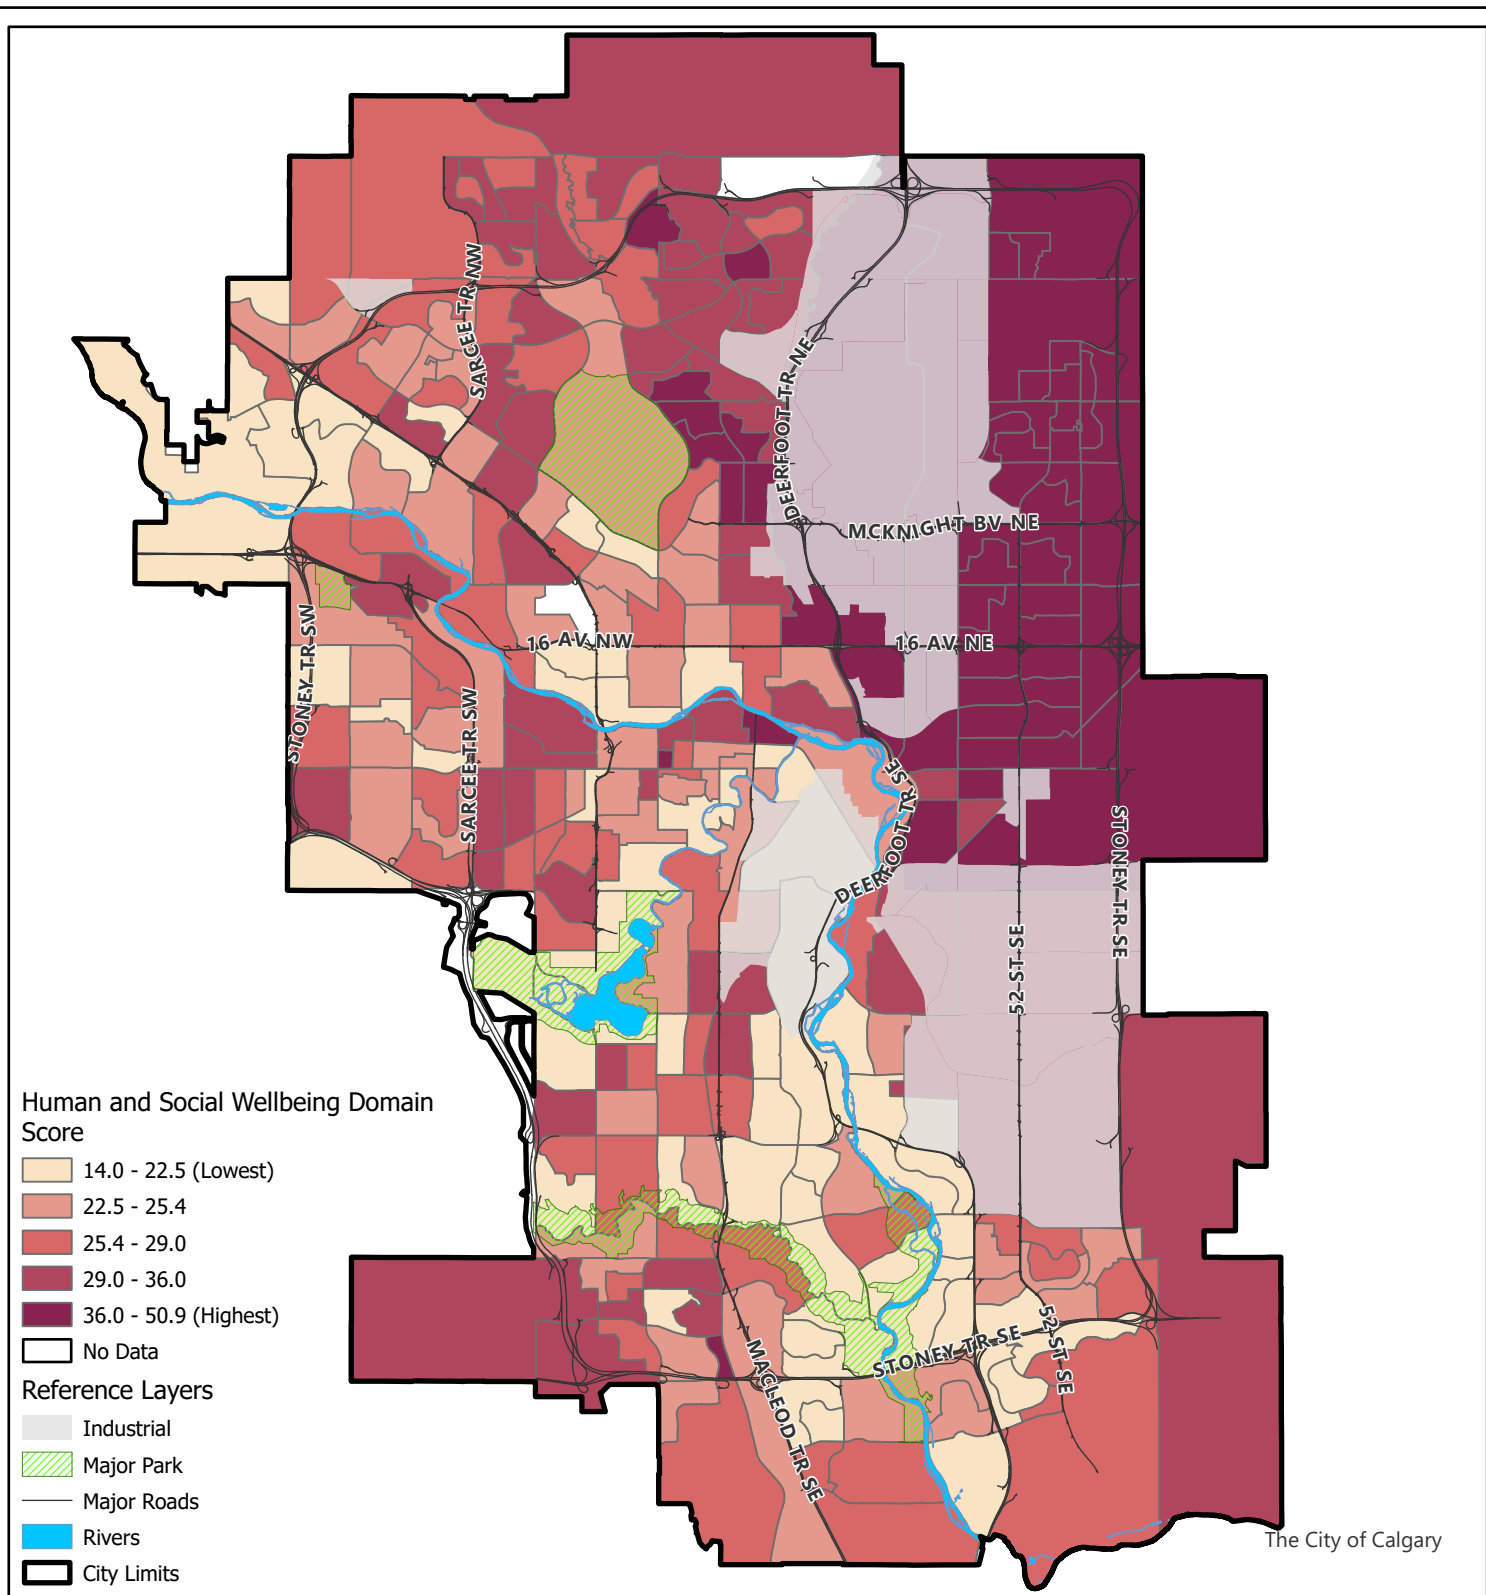 SARCEE TR NW
DEERFOOT TR NE
MCKNIGHT BV NE
16 AV NW
16 AV NE
STONEY TR SW
SARCEE TR SW
DEERFOOT TR SE
STONEY TR SE
52 ST SE
STONEY TR SE
52 ST SE
MACLEOD TR SE
Human and Social Wellbeing Domain
Score
14.0 - 22.5 (Lowest)
22.5 - 25.4
25.4 - 29.0
29.0 - 36.0
36.0 - 50.9 (Highest)
No Data
Reference Layers
Industrial
Major Park
Major Roads
Rivers
City Limits
The City of Calgary